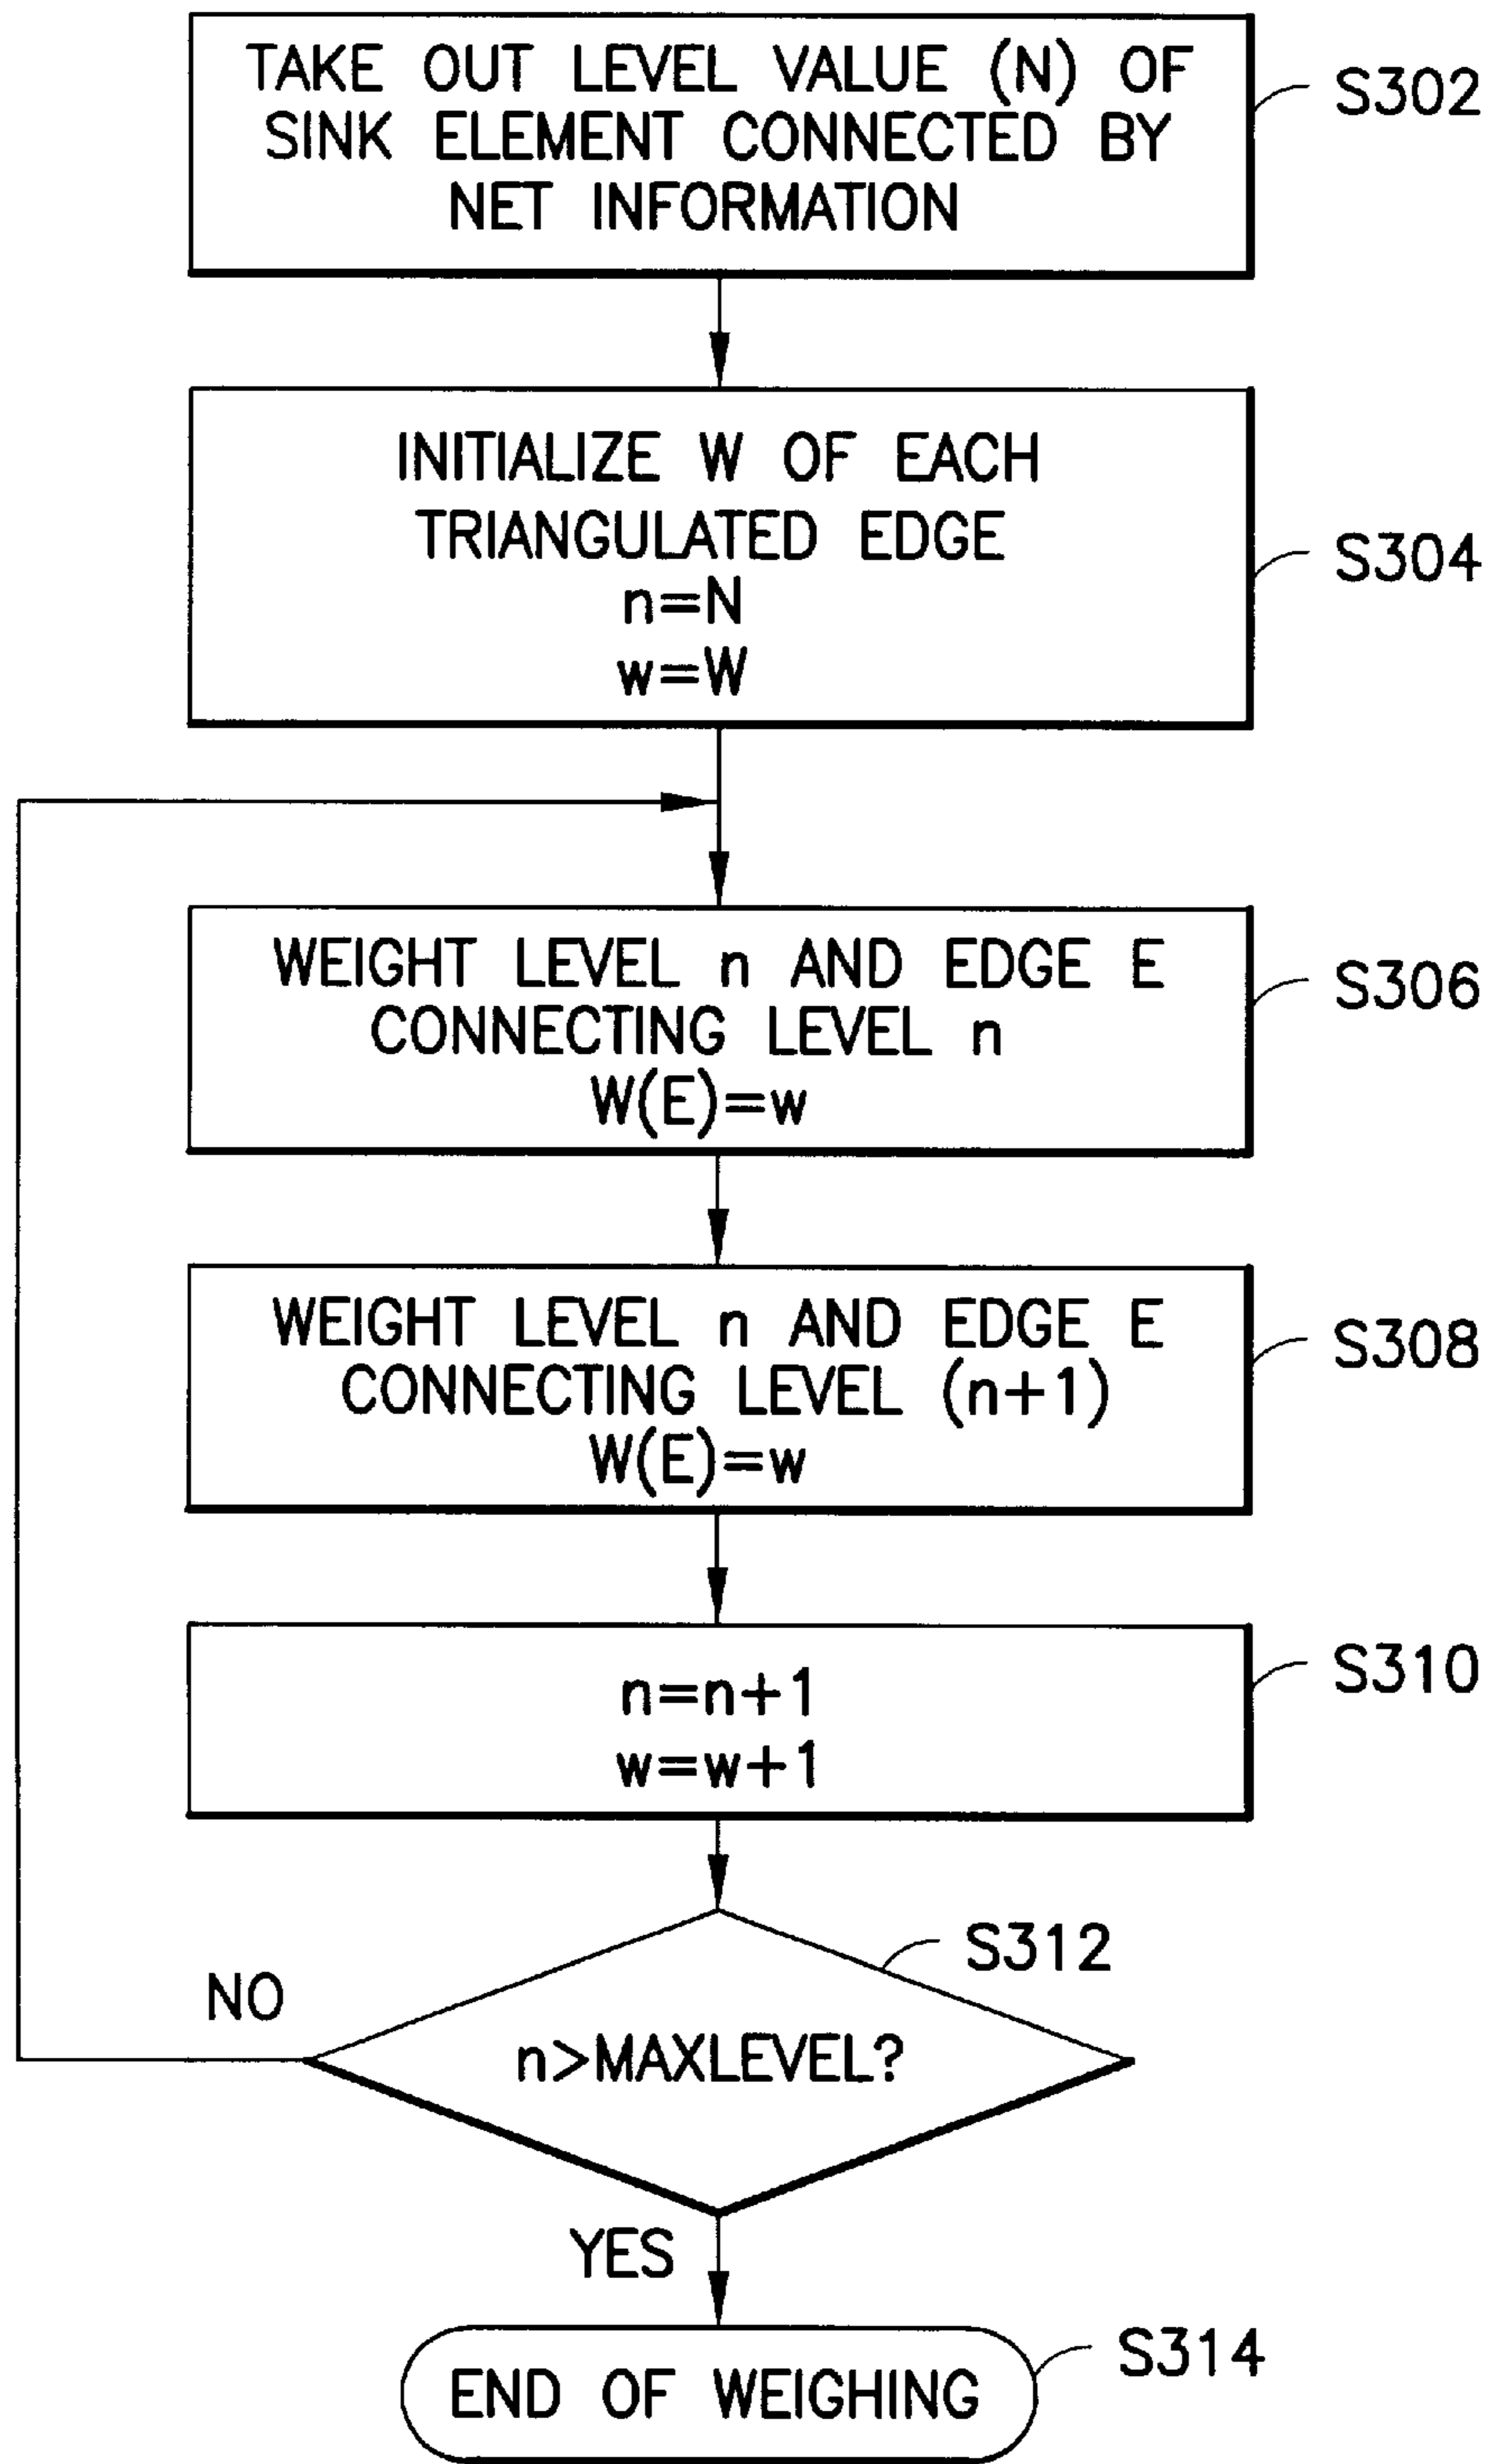 TAKE OUT LEVEL VALUE (N) OF
SINK ELEMENT CONNECTED BY
NET INFORMATION
S302
INITIALIZE W OF EACH
TRIANGULATED EDGE
n=N
w=W
S304
WEIGHT LEVEL n AND EDGE E
CONNECTING LEVEL n
W(E)=w
S306
WEIGHT LEVEL n AND EDGE E
CONNECTING LEVEL (n+1)
W(E)=w
S308
n=n+1
w=w+1
S310
S312
NO
n>MAXLEVEL?
YES
END OF WEIGHING
S314